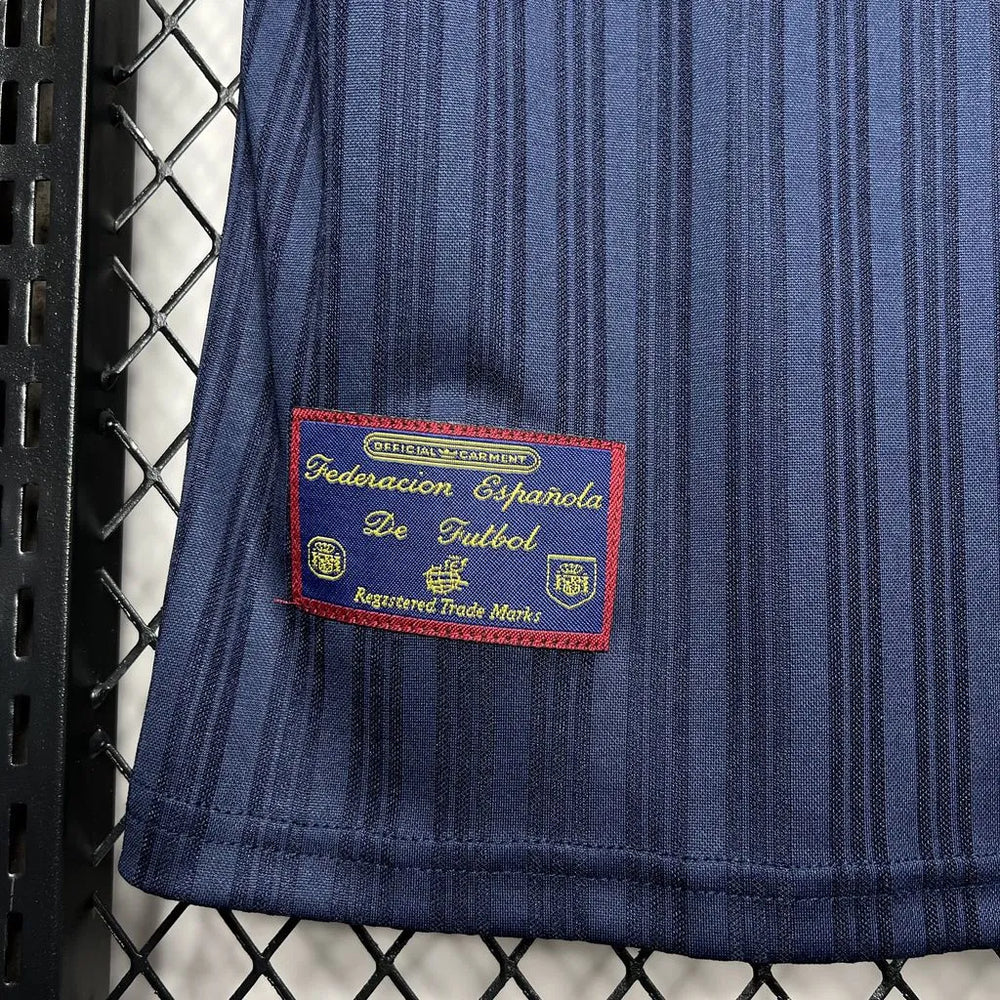 OFFICIAL GARMENT
Federacion Española
De Futbol
Registered Trade Marks